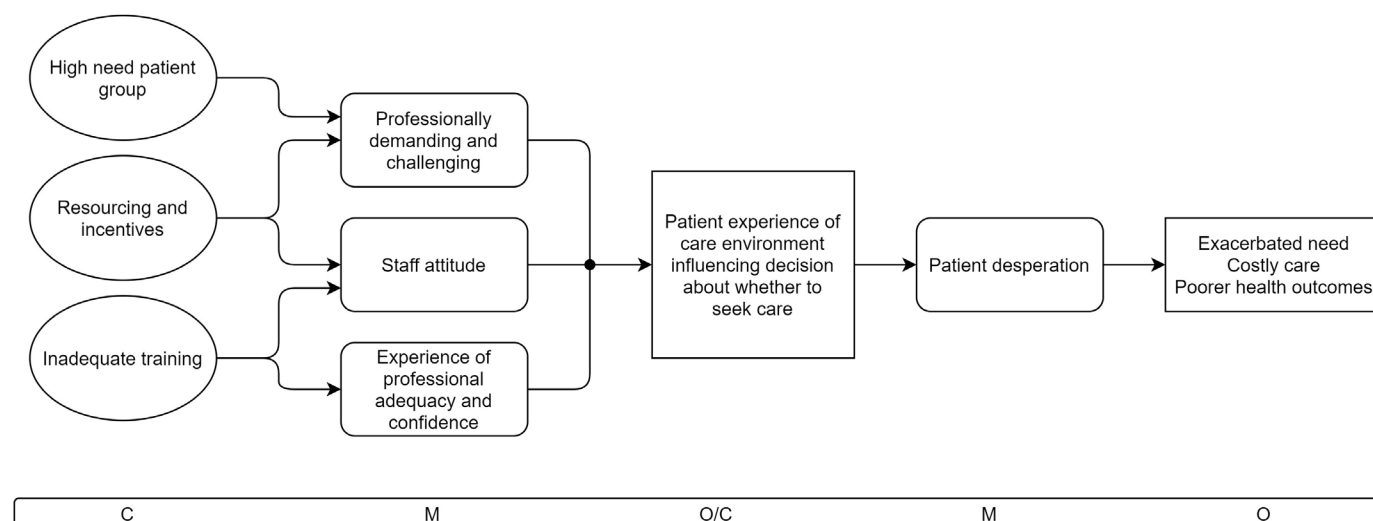 High need patient
group
Resourcing and
incentives
Inadequate training
Professionally
demanding and
challenging
Staff attitude
Experience of
professional
adequacy and
confidence
Patient experience of
care environment
influencing decision
about whether to
seek care
Patient desperation
Exacerbated need
Costly care
Poorer health outcomes
C M O/C M O